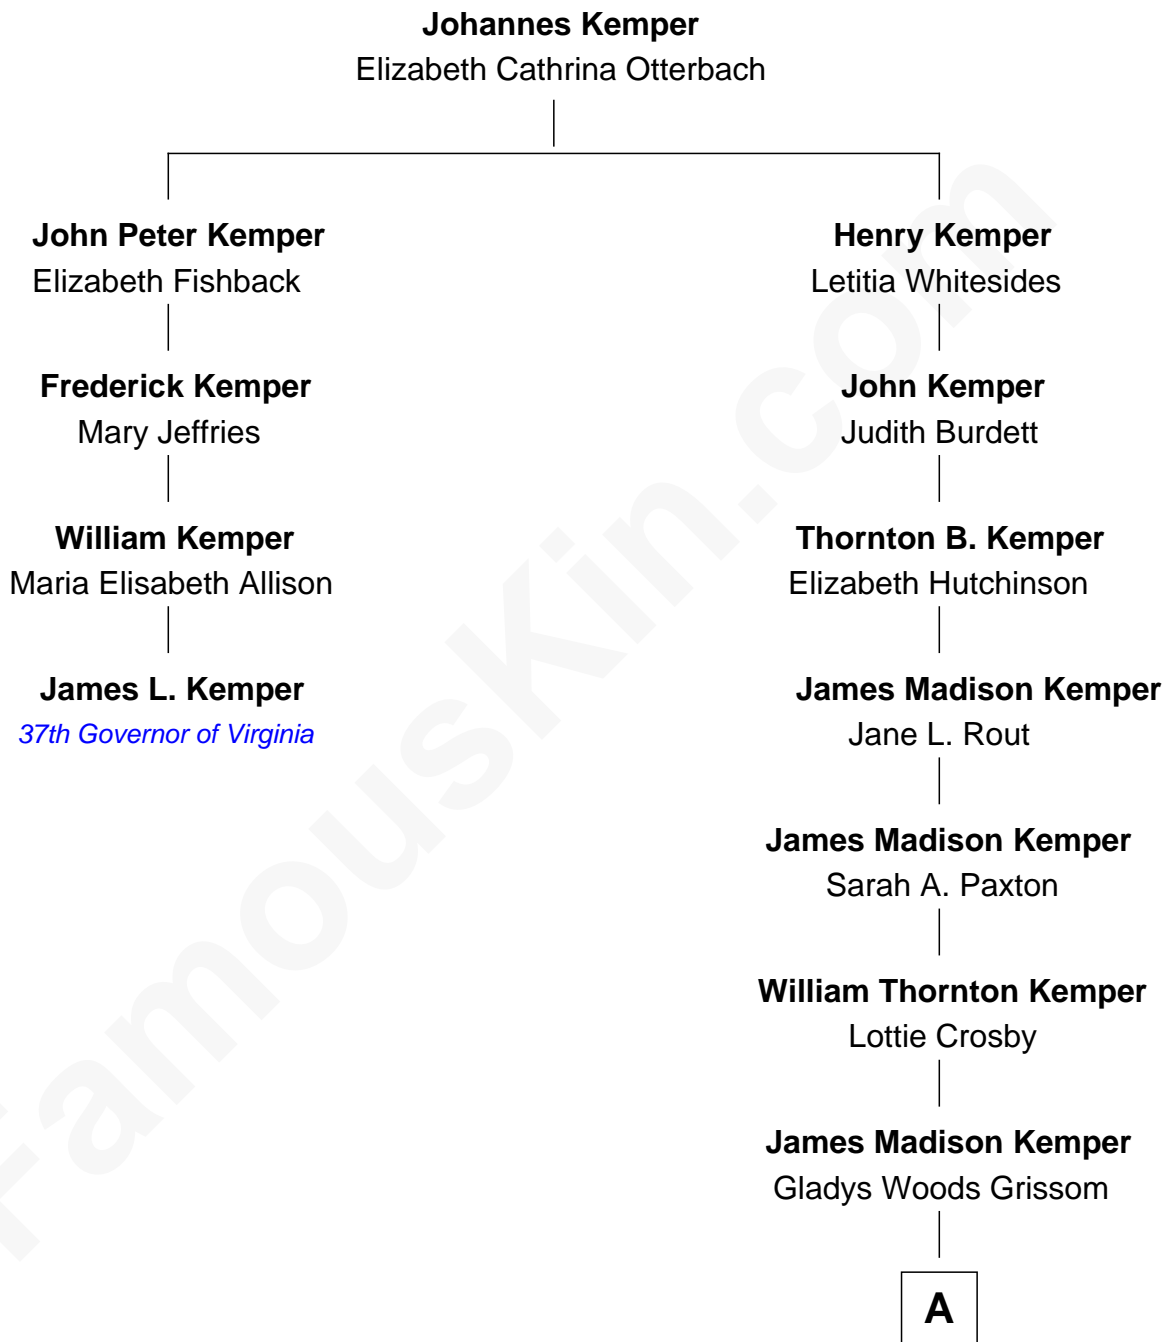 Johannes Kemper
Elizabeth Cathrina Otterbach
John Peter Kemper
Elizabeth Fishback
Henry Kemper
Letitia Whitesides
Frederick Kemper
Mary Jeffries
John Kemper
Judith Burdett
William Kemper
Maria Elisabeth Allison
Thornton B. Kemper
Elizabeth Hutchinson
James L. Kemper
37th Governor of Virginia
James Madison Kemper
Jane L. Rout
James Madison Kemper
Sarah A. Paxton
William Thornton Kemper
Lottie Crosby
James Madison Kemper
Gladys Woods Grissom
A
FamousKin.com